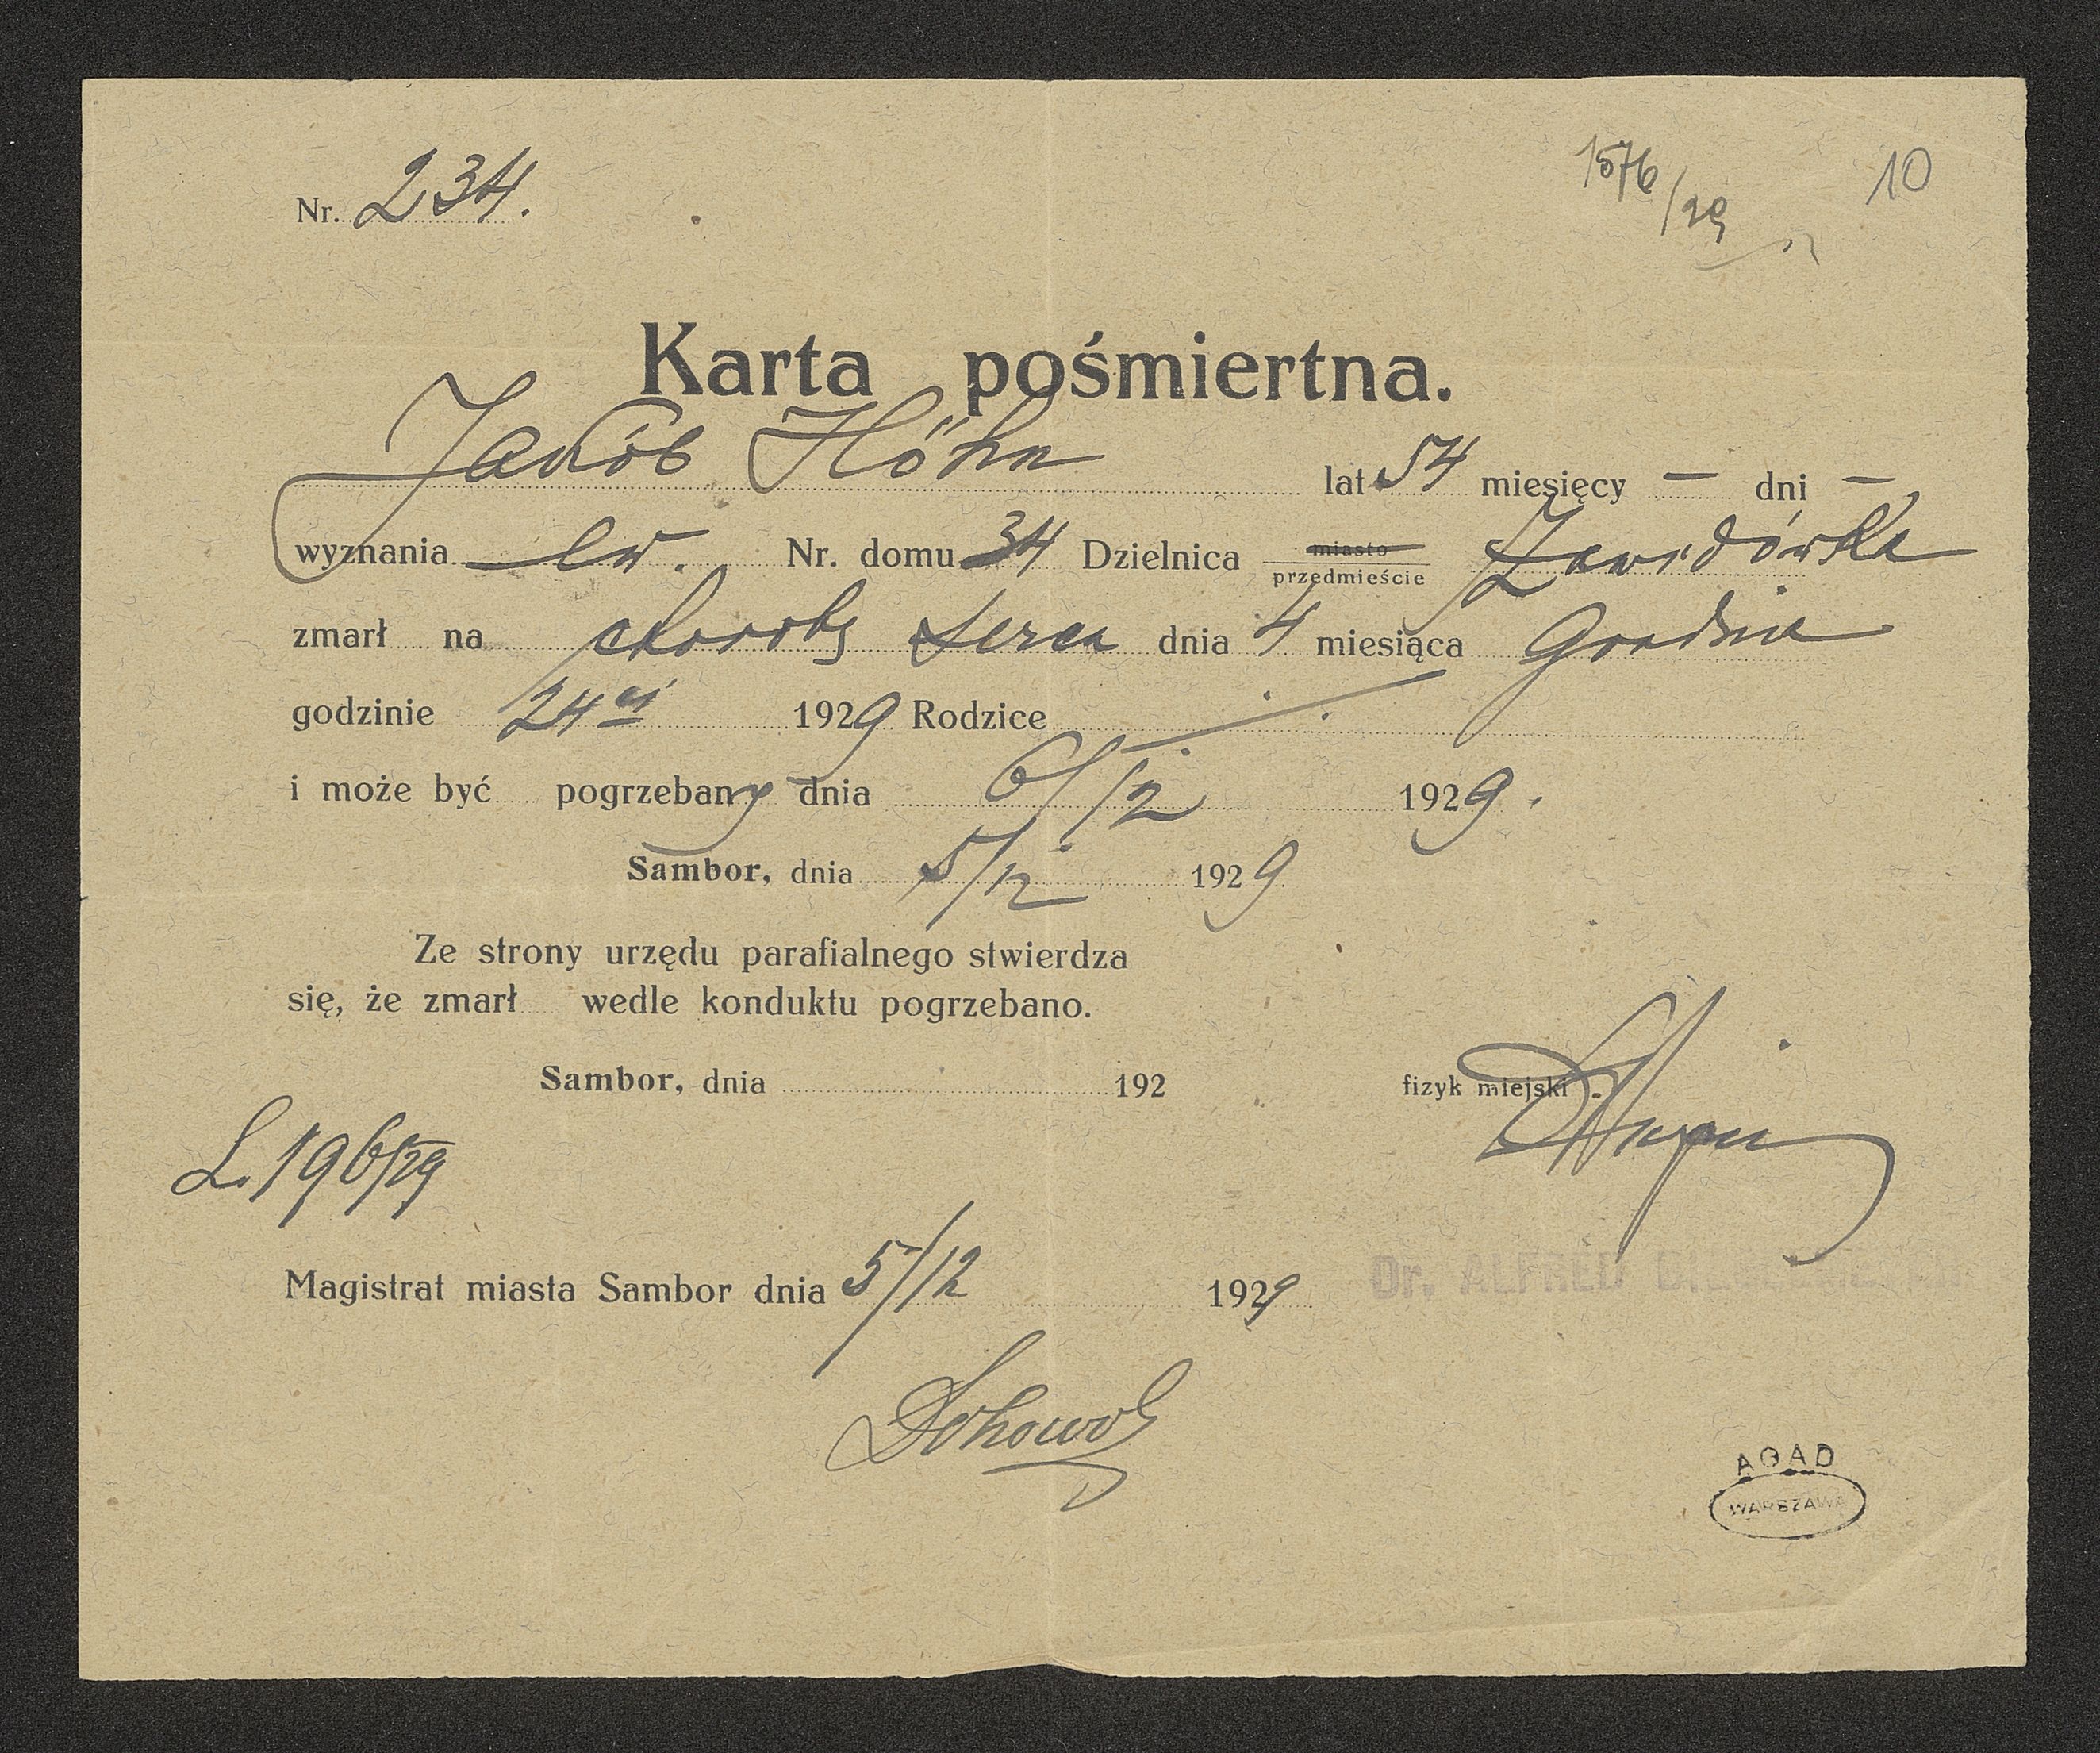 Nr. 234.
1576/29
10
Karta pośmiertna.
Jakób Höhn lat 54 miesięcy — dni —
wyznania ew. Nr. domu 34 Dzielnica miasto przedmieście Zawidówka
zmarł na choroby serca dnia 4 miesiąca Grudnia
godzinie 24ej 1929 Rodzice
i może być pogrzebany dnia 6/12 1929.
Sambor, dnia 5/12 1929
Ze strony urzędu parafialnego stwierdza
się, że zmarł wedle konduktu pogrzebano.
Sambor, dnia 192
fizyk miejski
L. 196/29
Magistrat miasta Sambor dnia 5/12 1929
Dr. ALFRED
AGAD
WARSZAWA